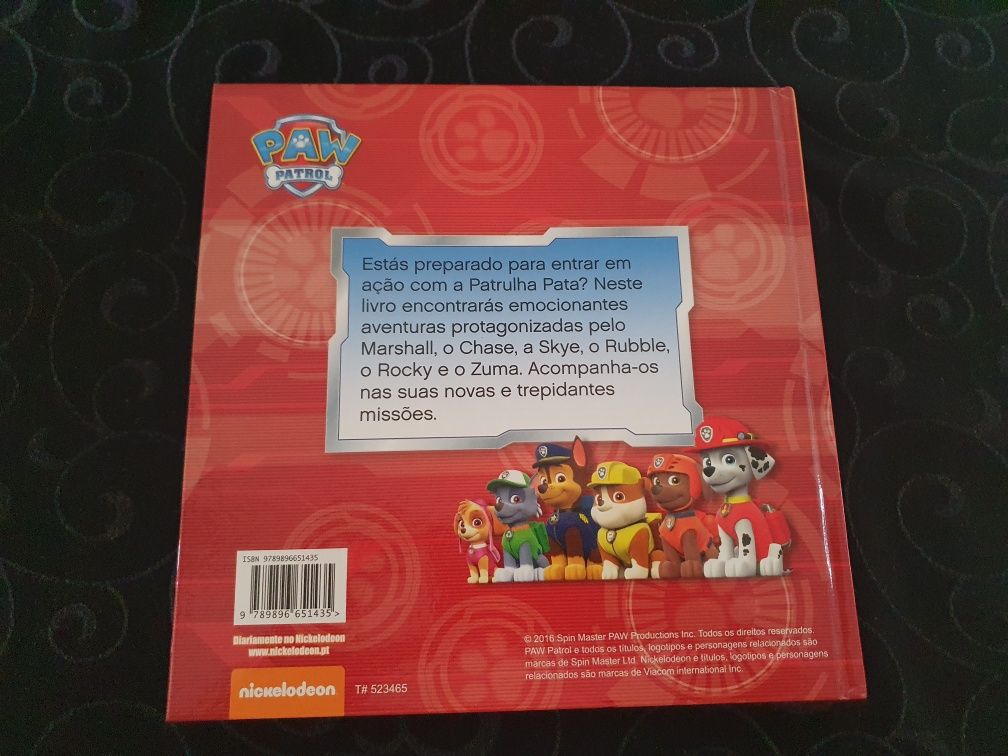 PAW
PATROL
Estás preparado para entrar em
ação com a Patrulha Pata? Neste
livro encontrarás emocionantes
aventuras protagonizadas pelo
Marshall, o Chase, a Skye, o Rubble,
o Rocky e o Zuma. Acompanha-os
nas suas novas e trepidantes
missões.
ISBN 9789896651435
9 789896 651435>
Diariamente no Nickelodeon
www.nickelodeon.pt
nickelodeon
T# 523465
© 2016 Spin Master PAW Productions Inc. Todos os direitos reservados.
PAW Patrol e todos os títulos, logotipos e personagens relacionados são
marcas de Spin Master Ltd. Nickelodeon e títulos, logotipos e personagens
relacionados são marcas de Viacom international Inc.